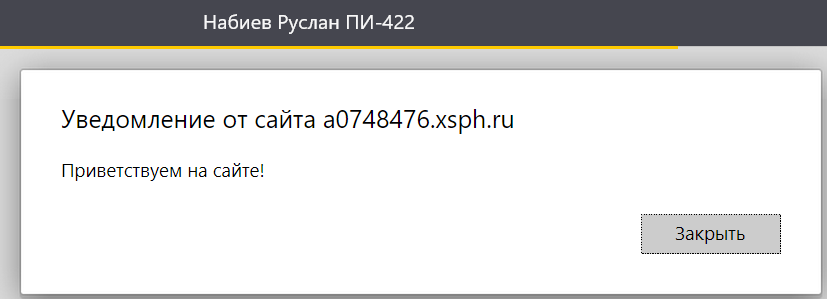 Набиев Руслан ПИ-422
Уведомление от сайта a0748476.xsph.ru
Приветствуем на сайте!
Закрыть